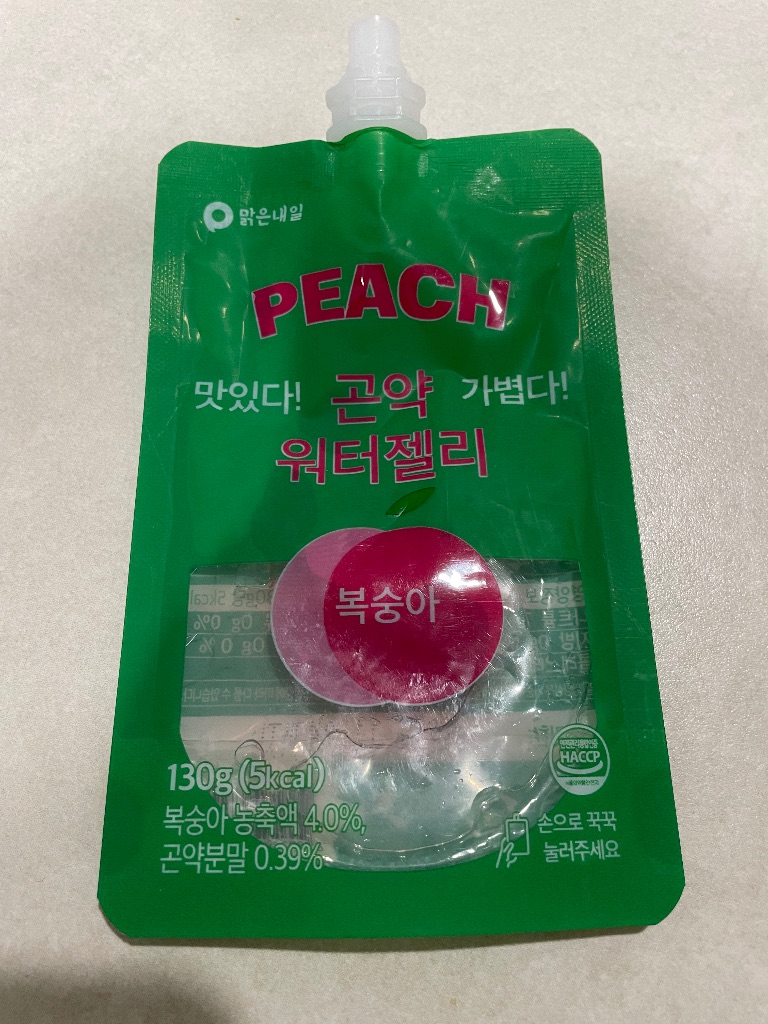 맑은내일
PEACH
맛있다! 곤약 가볍다!
워터젤리
복숭아
130g (5kcal)
복숭아 농축액 4.0%,
곤약분말 0.39%
HACCP
손으로 꾹꾹
눌러주세요